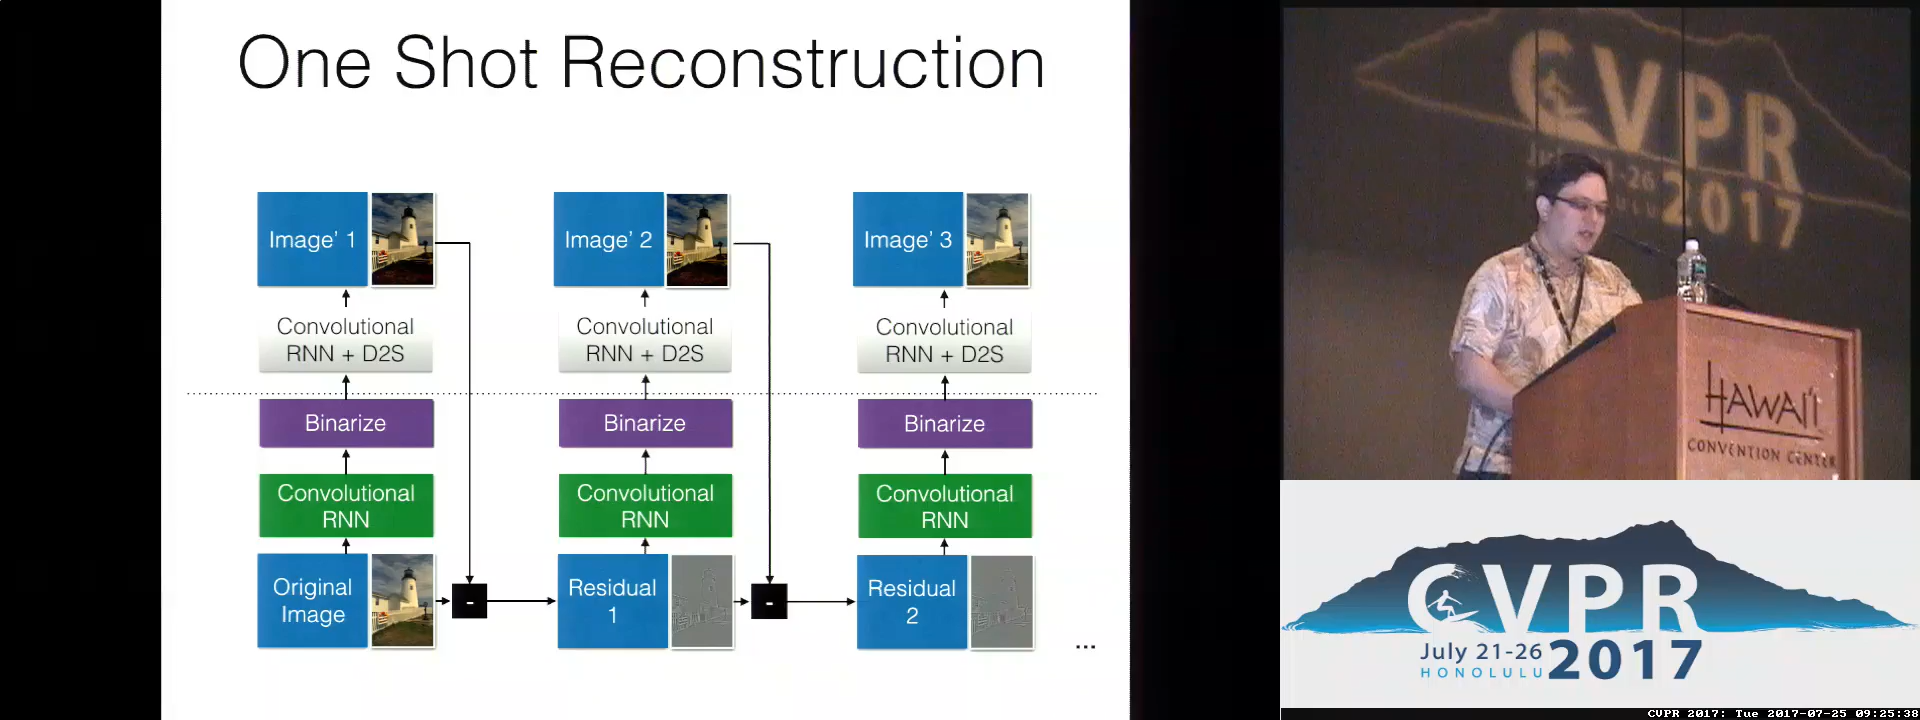 One Shot Reconstruction
Image' 1
Image' 2
Image' 3
Convolutional
RNN + D2S
Convolutional
RNN + D2S
Convolutional
RNN + D2S
Binarize
Binarize
Binarize
Convolutional
RNN
Convolutional
RNN
Convolutional
RNN
Original
Image
-
Residual
1
-
Residual
2
...
CVPR
2017
HAWAI'I
CONVENTION CENTER
CVPR
July 21-26
HONOLULU
2017
CVPR 2017: Tue 2017-07-25 09:25:38